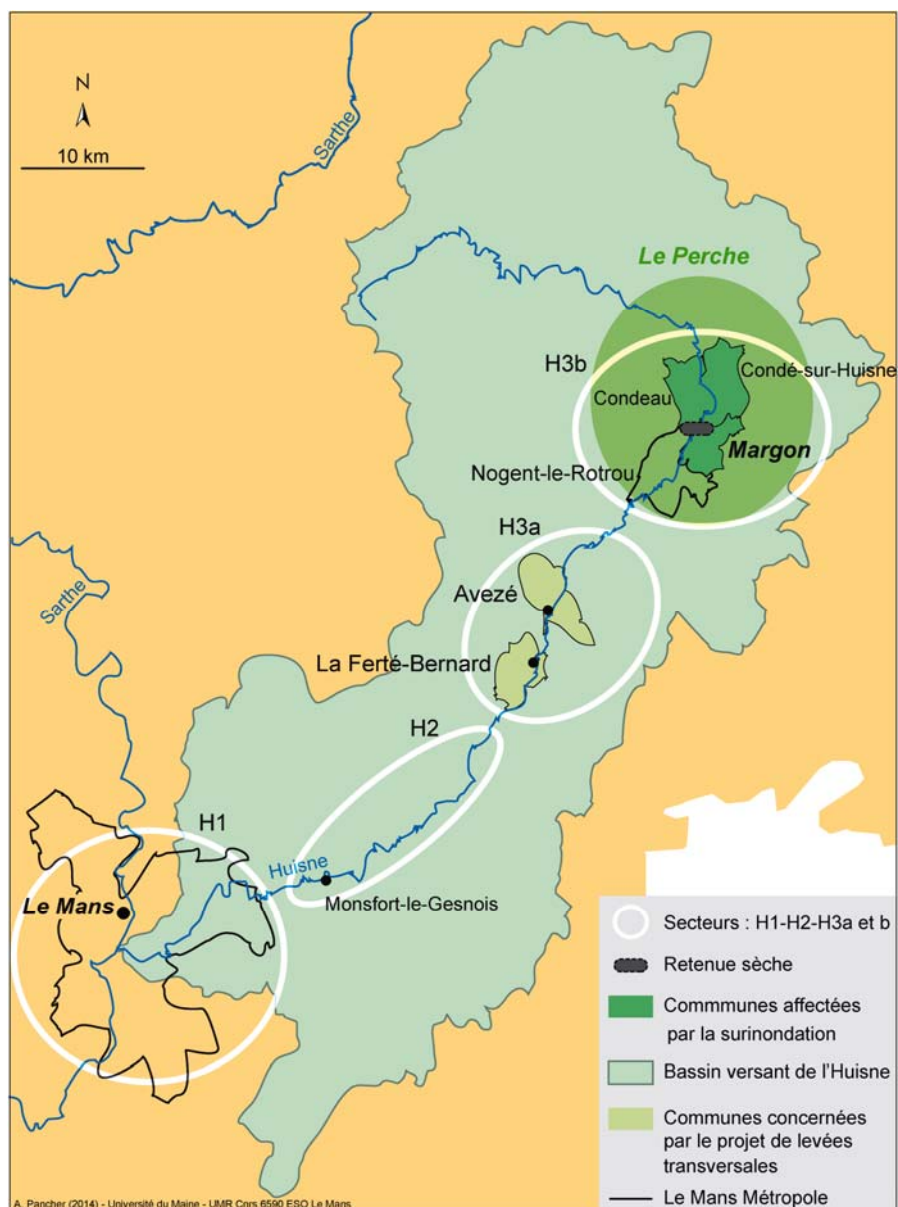 N
10 km
Sarthe
Le Perche
H3b
Condé-sur-Huisne
Condeau
Margon
Nogent-le-Rotrou
H3a
Sarthe
Avezé
La Ferté-Bernard
H2
H1
Huisne
Le Mans
Monsfort-le-Gesnois
Secteurs : H1-H2-H3a et b
Retenue sèche
Commmunes affectées
par la surinondation
Bassin versant de l'Huisne
Communes concernées
par le projet de levées
transversales
Le Mans Métropole
A. Pancher (2014) - Université du Maine - UMR Cnrs 6590 ESO Le Mans